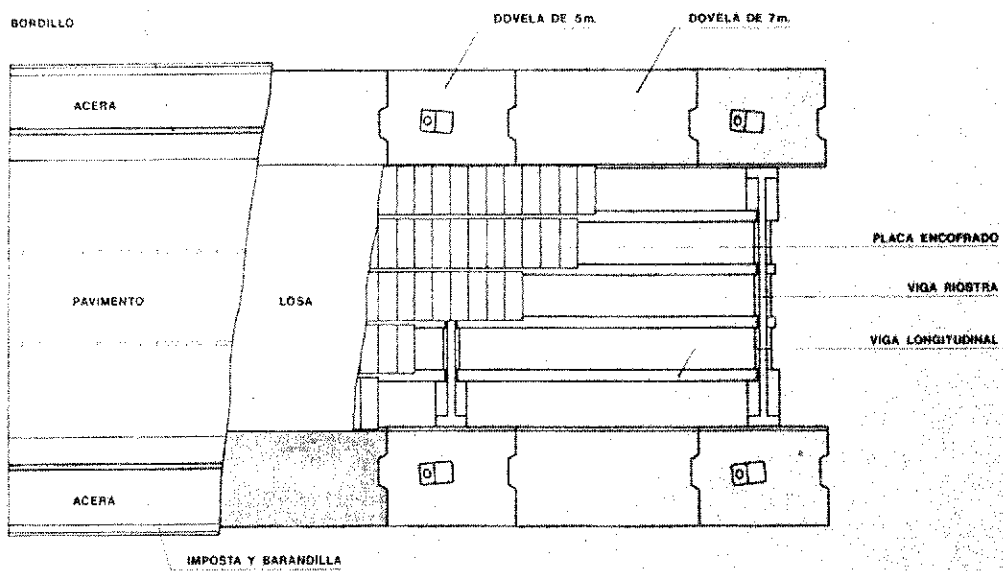 BORDILLO
DOVELA DE 5m.
DOVELA DE 7m.
ACERA
PLACA ENCOFRADO
VIGA RIOSTRA
PAVIMENTO
LOSA
VIGA LONGITUDINAL
ACERA
IMPOSTA Y BARANDILLA